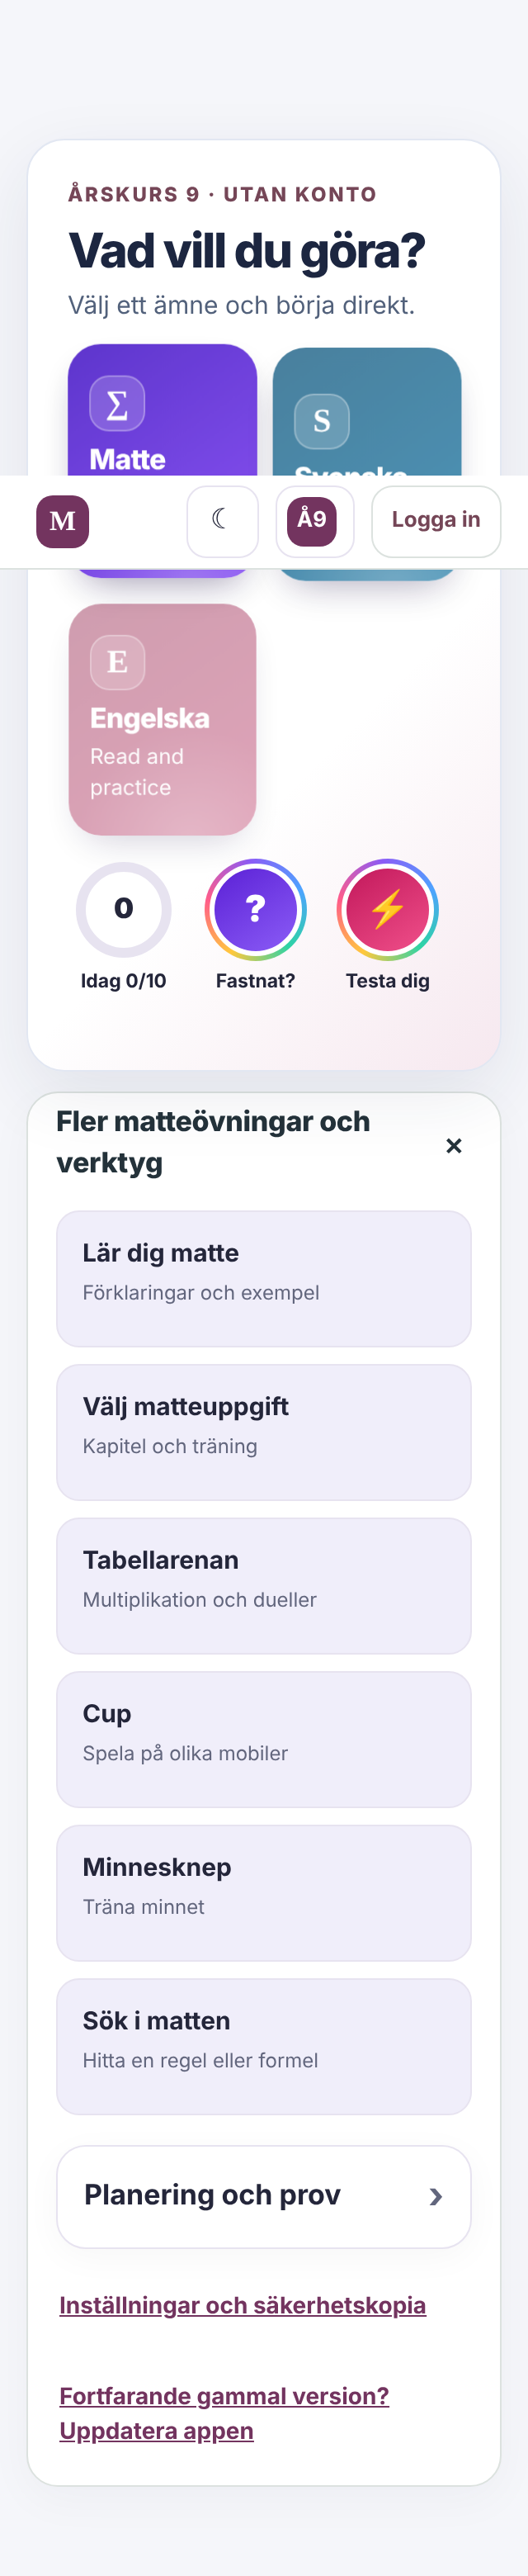 ÅRSKURS 9 · UTAN KONTO
Vad vill du göra?
Välj ett ämne och börja direkt.
∑
S
Matte
M
☾
Å9
Logga in
E
Engelska
Read and
practice
0
?
⚡
Idag 0/10
Fastnat?
Testa dig
Fler matteövningar och
verktyg
×
Lär dig matte
Förklaringar och exempel
Välj matteuppgift
Kapitel och träning
Tabellarenan
Multiplikation och dueller
Cup
Spela på olika mobiler
Minnesknep
Träna minnet
Sök i matten
Hitta en regel eller formel
Planering och prov ›
Inställningar och säkerhetskopia
Fortfarande gammal version?
Uppdatera appen